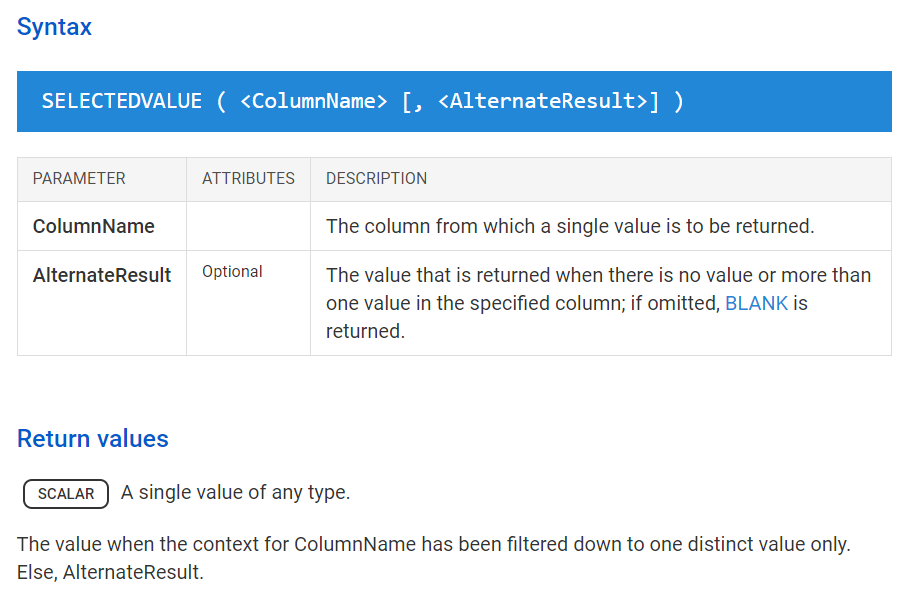 Syntax
SELECTEDVALUE ( <ColumnName> [, <AlternateResult>] )
PARAMETER ATTRIBUTES DESCRIPTION
ColumnName The column from which a single value is to be returned.
AlternateResult Optional The value that is returned when there is no value or more than
one value in the specified column; if omitted, BLANK is
returned.
Return values
SCALAR A single value of any type.
The value when the context for ColumnName has been filtered down to one distinct value only.
Else, AlternateResult.